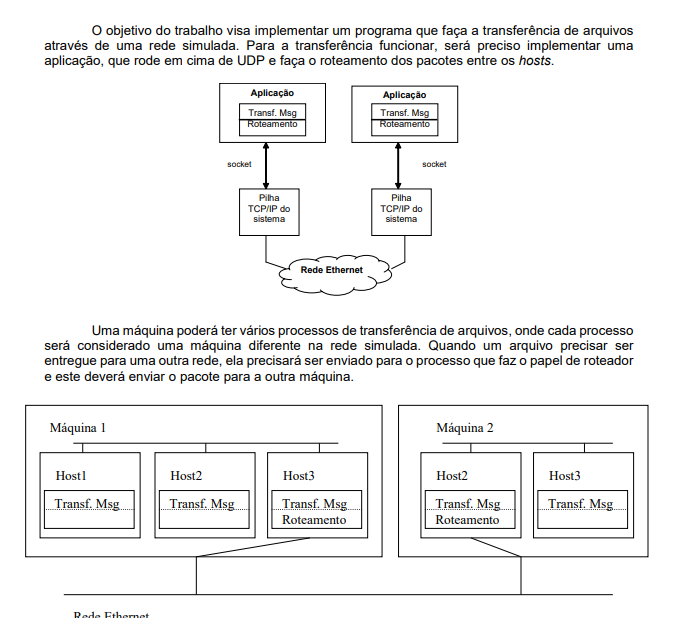 O objetivo do trabalho visa implementar um programa que faça a transferência de arquivos
através de uma rede simulada. Para a transferência funcionar, será preciso implementar uma
aplicação, que rode em cima de UDP e faça o roteamento dos pacotes entre os hosts.
Aplicação
Transf. Msg
Roteamento
Aplicação
Transf. Msg
Roteamento
socket
socket
Pilha
TCP/IP do
sistema
Pilha
TCP/IP do
sistema
Rede Ethernet
Uma máquina poderá ter vários processos de transferência de arquivos, onde cada processo
será considerado uma máquina diferente na rede simulada. Quando um arquivo precisar ser
entregue para uma outra rede, ela precisará ser enviado para o processo que faz o papel de roteador
e este deverá enviar o pacote para a outra máquina.
Máquina 1
Host1
Transf. Msg
Host2
Transf. Msg
Host3
Transf. Msg
Roteamento
Máquina 2
Host2
Transf. Msg
Roteamento
Host3
Transf. Msg
Rede Ethernet